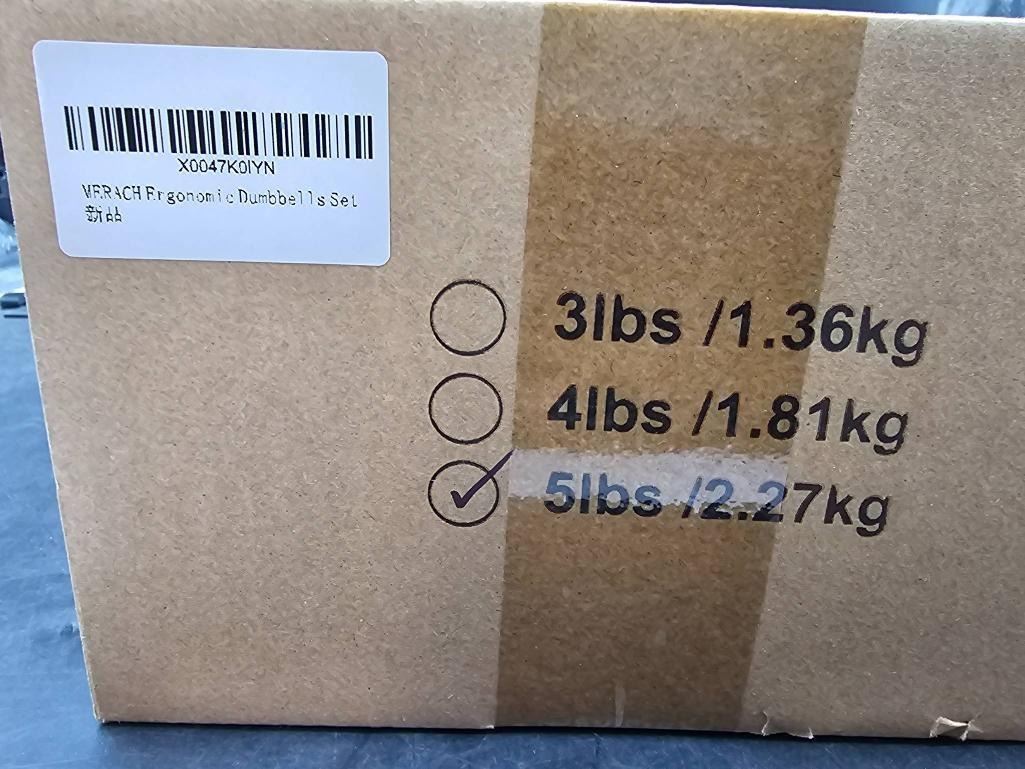 X0047K0IYN
MERACH Ergonomic Dumbbells Set
新品
3lbs /1.36kg
4lbs /1.81kg
5lbs /2.27kg